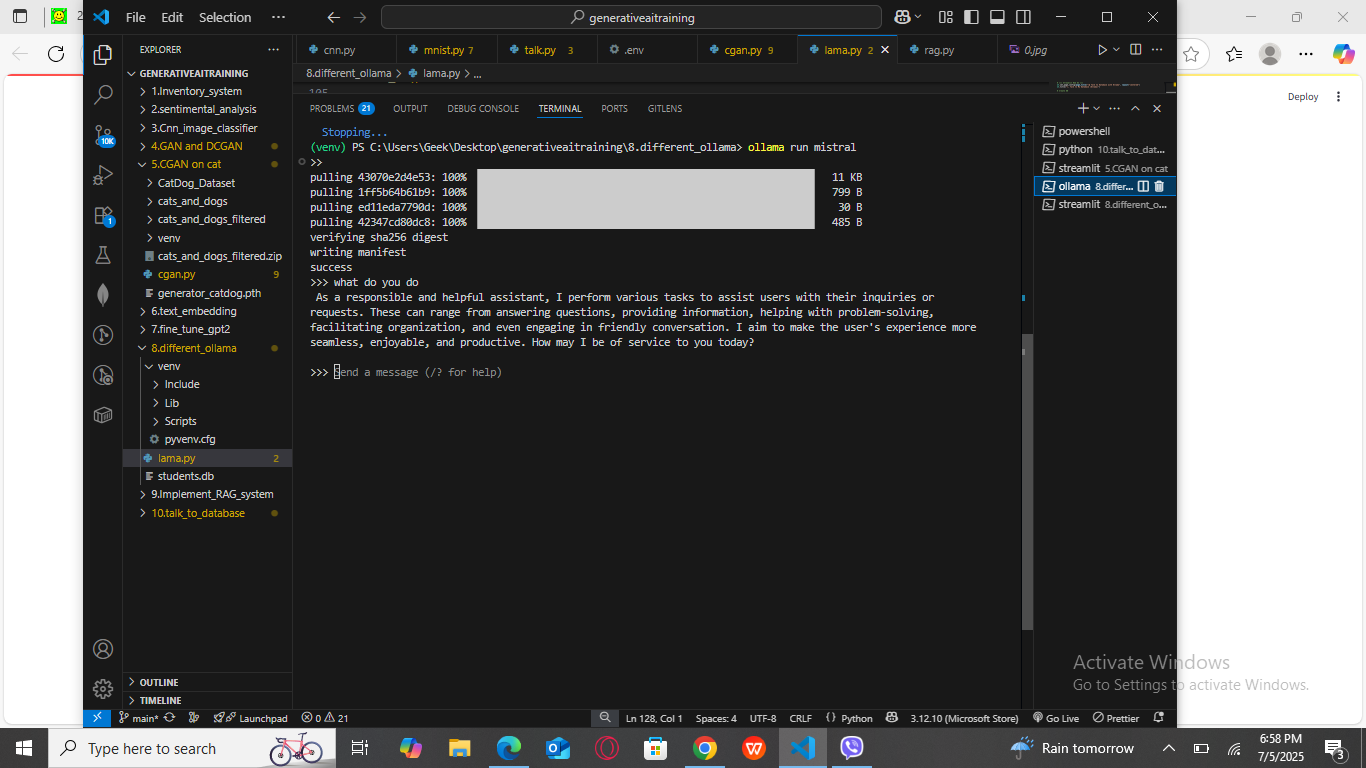 2
File Edit Selection ···
generativeaitraining
EXPLORER
GENERATIVEAITRAINING
1.Inventory_system
2.sentimental_analysis
3.Cnn_image_classifier
4.GAN and DCGAN
5.CGAN on cat
CatDog_Dataset
cats_and_dogs
cats_and_dogs_filtered
venv
cats_and_dogs_filtered.zip
cgan.py 9
generator_catdog.pth
6.text_embedding
7.fine_tune_gpt2
8.different_ollama
venv
Include
Lib
Scripts
pyvenv.cfg
lama.py 2
students.db
9.Implement_RAG_system
10.talk_to_database
OUTLINE
TIMELINE
10K
1
cnn.py
mnist.py 7
talk.py 3
.env
cgan.py 9
lama.py 2
rag.py
0.jpg
8.different_ollama > lama.py > ...
105
PROBLEMS 21 OUTPUT DEBUG CONSOLE TERMINAL PORTS GITLENS
Stopping...
(venv) PS C:\Users\Geek\Desktop\generativeaitraining\8.different_ollama> ollama run mistral
>>
pulling 43070e2d4e53: 100% 11 KB
pulling 1ff5b64b61b9: 100% 799 B
pulling ed11eda7790d: 100% 30 B
pulling 42347cd80dc8: 100% 485 B
verifying sha256 digest
writing manifest
success
>>> what do you do
As a responsible and helpful assistant, I perform various tasks to assist users with their inquiries or
requests. These can range from answering questions, providing information, helping with problem-solving,
facilitating organization, and even engaging in friendly conversation. I aim to make the user's experience more
seamless, enjoyable, and productive. How may I be of service to you today?
>>> Send a message (/? for help)
powershell
python 10.talk_to_dat...
streamlit 5.CGAN on cat
ollama 8.differ...
streamlit 8.different_o...
Deploy
Activate Windows
Go to Settings to activate Windows.
main* Launchpad 0 21 Ln 128, Col 1 Spaces: 4 UTF-8 CRLF {} Python 3.12.10 (Microsoft Store) Go Live Prettier
Type here to search
Rain tomorrow
6:58 PM
7/5/2025
3